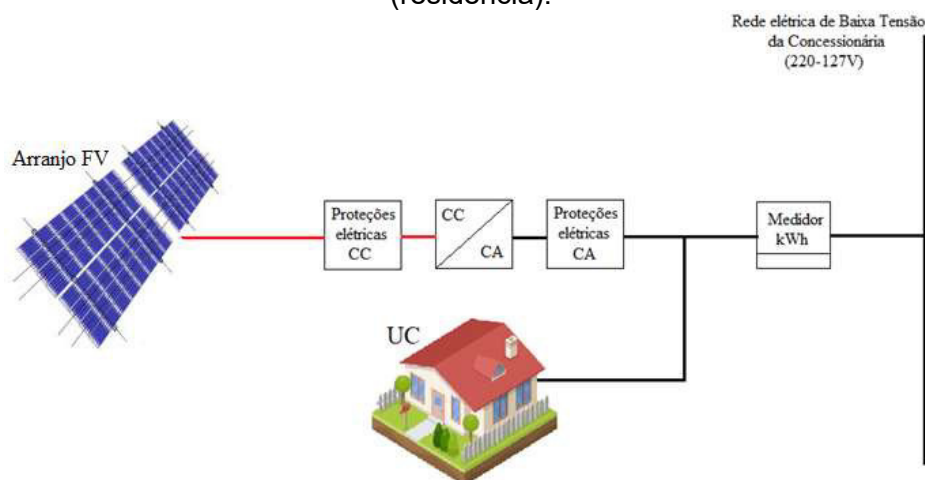 (residência).
Rede elétrica de Baixa Tensão
da Concessionária
(220-127V)
Arranjo FV
Proteções
elétricas
CC
CC
CA
Proteções
elétricas
CA
Medidor
kWh
UC